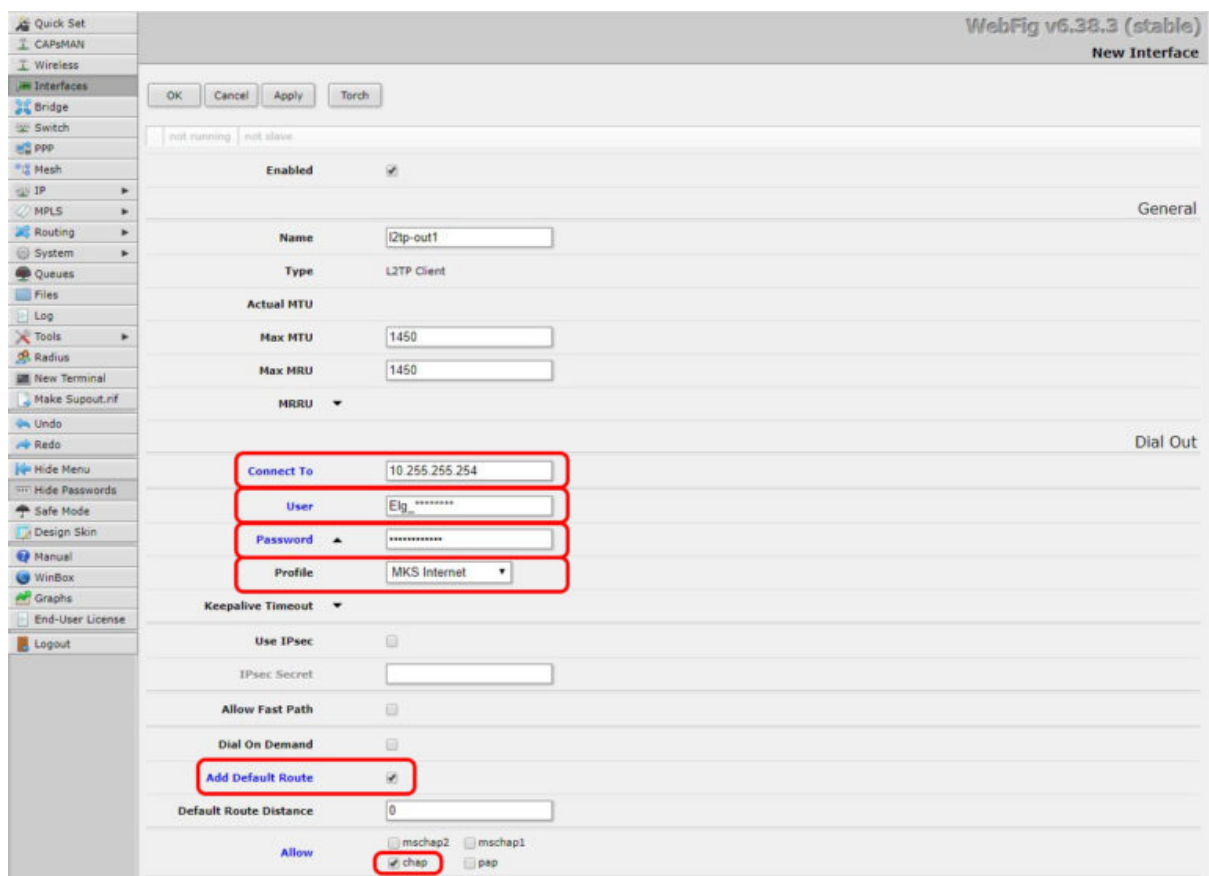 Quick Set
CAPsMAN
Wireless
Interfaces
Bridge
Switch
PPP
Mesh
IP
MPLS
Routing
System
Queues
Files
Log
Tools
Radius
New Terminal
Make Supout.rif
Undo
Redo
Hide Menu
Hide Passwords
Safe Mode
Design Skin
Manual
WinBox
Graphs
End-User License
Logout
WebFig v6.38.3 (stable)
New Interface
OK Cancel Apply Torch
not running not slave
Enabled
General
Name l2tp-out1
Type L2TP Client
Actual MTU
Max MTU 1450
Max MRU 1450
MRRU
Dial Out
Connect To 10.255.255.254
User Elg_********
Password ••••••••••••
Profile MKS Internet
Keepalive Timeout
Use IPsec
IPsec Secret
Allow Fast Path
Dial On Demand
Add Default Route
Default Route Distance 0
Allow mschap2 mschap1
chap pap